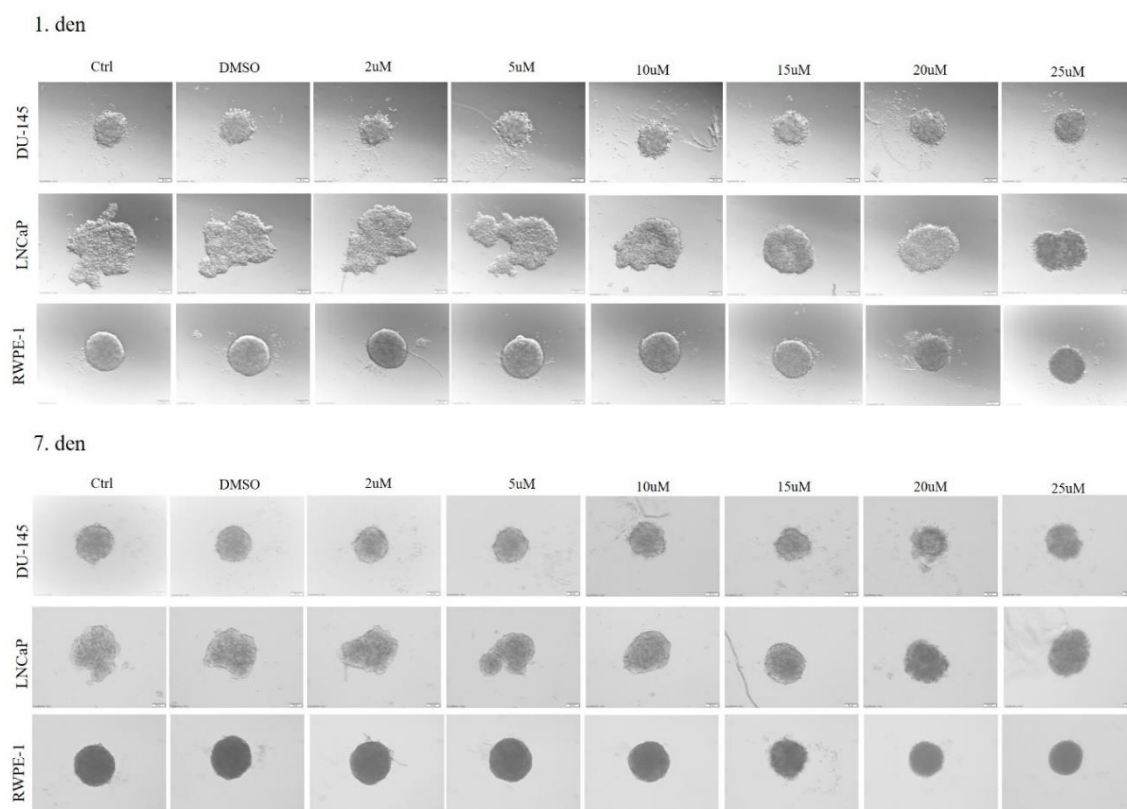 1. den
Ctrl DMSO 2uM 5uM 10uM 15uM 20uM 25uM
DU-145
LNCaP
RWPE-1
7. den
Ctrl DMSO 2uM 5uM 10uM 15uM 20uM 25uM
DU-145
LNCaP
RWPE-1